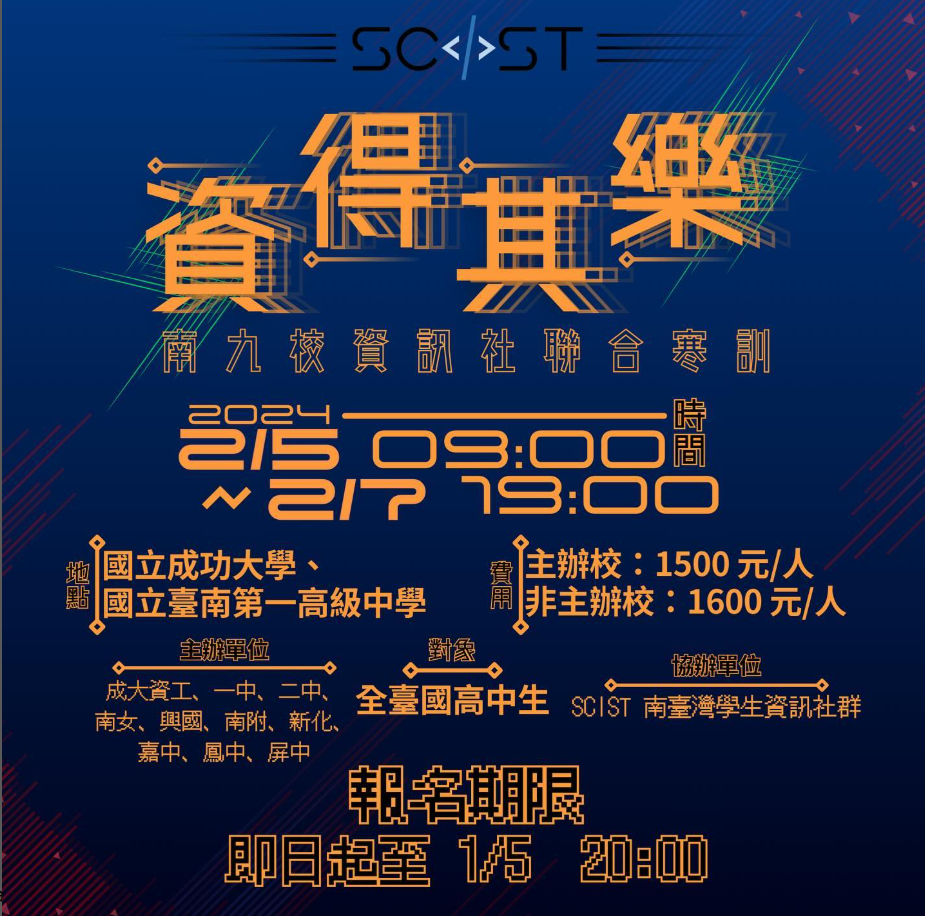 SC</>ST
資得其樂
南九校資訊社聯合寒訓
2024
2/5 09:00
~2/7 19:00
時間
地點
國立成功大學、
國立臺南第一高級中學
費用
主辦校：1500 元/人
非主辦校：1600 元/人
主辦單位
成大資工、一中、二中、
南女、興國、南附、新化、
嘉中、鳳中、屏中
對象
全臺國高中生
協辦單位
SCIST 南臺灣學生資訊社群
報名期限
即日起至 1/5 20:00